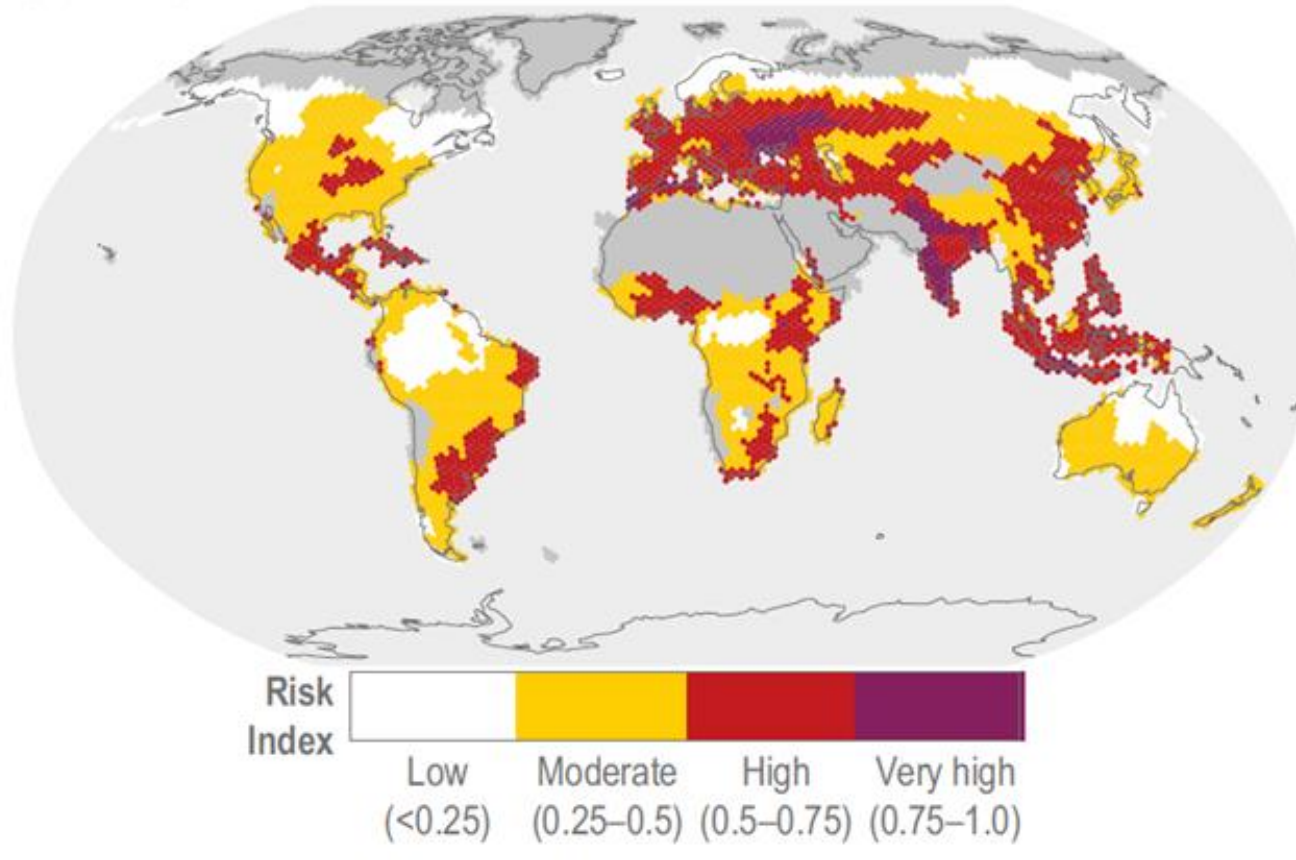 Risk
Index
Low
Moderate
High
Very high
(<0.25)
(0.25–0.5)
(0.5–0.75)
(0.75–1.0)